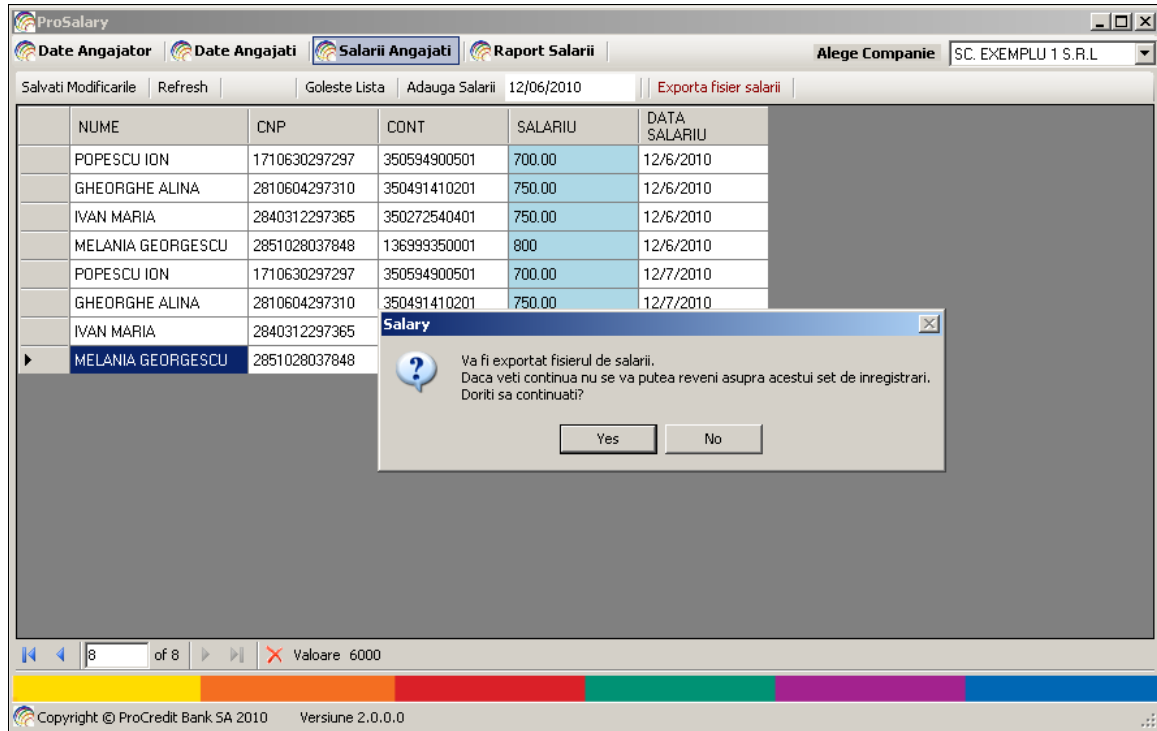 ProSalary
Date Angajator Date Angajati Salarii Angajati Raport Salarii Alege Companie SC. EXEMPLU 1 S.R.L
Salvati Modificarile Refresh Goleste Lista Adauga Salarii 12/06/2010 Exporta fisier salarii
NUME CNP CONT SALARIU DATA SALARIU
POPESCU ION 1710630297297 350594900501 700.00 12/6/2010
GHEORGHE ALINA 2810604297310 350491410201 750.00 12/6/2010
IVAN MARIA 2840312297365 350272540401 750.00 12/6/2010
MELANIA GEORGESCU 2851028037848 136999350001 800 12/6/2010
POPESCU ION 1710630297297 350594900501 700.00 12/7/2010
GHEORGHE ALINA 2810604297310 350491410201 750.00 12/7/2010
IVAN MARIA 2840312297365
MELANIA GEORGESCU 2851028037848
Salary
Va fi exportat fisierul de salarii.
Daca veti continua nu se va putea reveni asupra acestui set de inregistrari.
Doriti sa continuati?
Yes No
8 of 8 Valoare 6000
Copyright © ProCredit Bank SA 2010 Versiune 2.0.0.0